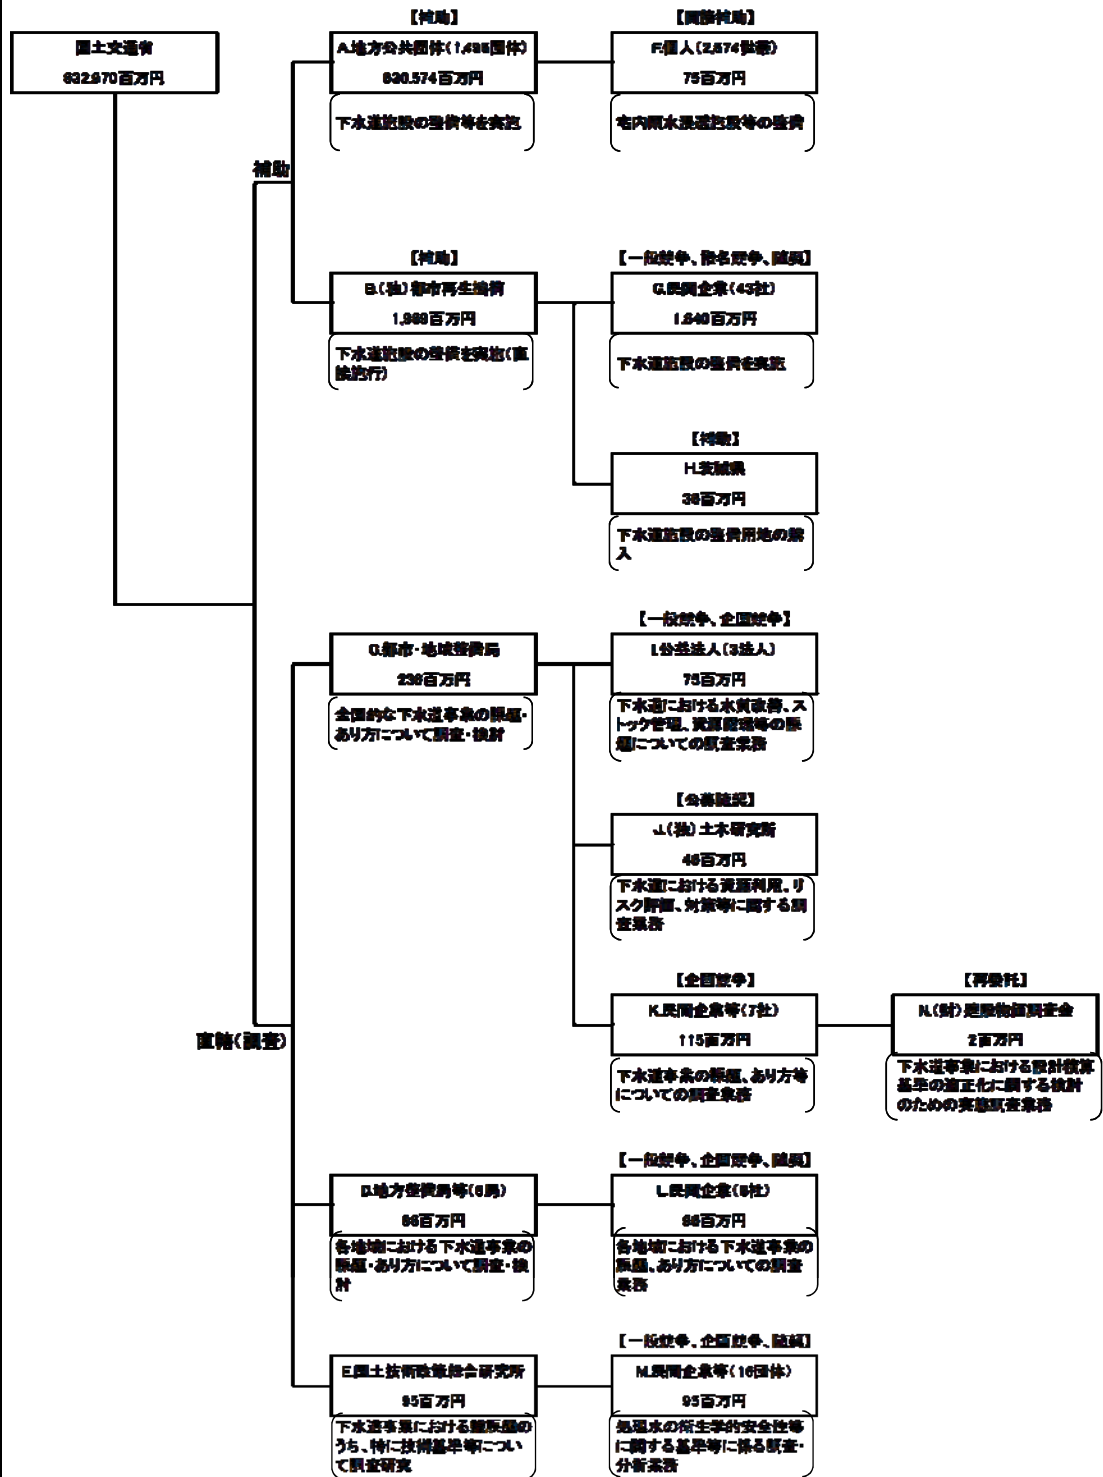 国土交通省
632,970百万円
補助
直轄(調査)
【補助】
A.地方公共団体(1,485団体)
630,574百万円
下水道施設の整備等を実施
【間接補助】
F.個人(2,574世帯)
75百万円
宅内雨水浸透施設等の整備
【補助】
B.(独)都市再生機構
1,989百万円
下水道施設の整備を実施(直
接施行)
【一般競争、指名競争、随契】
G.民間企業(43社)
1,640百万円
下水道施設の整備を実施
【補助】
H.茨城県
36百万円
下水道施設の整備用地の購
入
C.都市・地域整備局
236百万円
全国的な下水道事業の課題・
あり方について調査・検討
【一般競争、企画競争】
I.公益法人(3法人)
75百万円
下水道における水質改善、ス
トック管理、資源循環等の課
題についての調査業務
【公募随契】
J.(独)土木研究所
46百万円
下水道における資源利用、リ
スク評価、対策等に関する調
査業務
【企画競争】
K.民間企業等(7社)
115百万円
下水道事業の課題、あり方等
についての調査業務
【再委託】
N.(財)建設物価調査会
2百万円
下水道事業における設計積算
基準の適正化に関する検討
のための実態調査業務
D.地方整備局等(6局)
86百万円
各地域における下水道事業の
課題・あり方について調査・検
討
【一般競争、企画競争、随契】
L.民間企業(8社)
86百万円
各地域における下水道事業の
課題、あり方についての調査
業務
E.国土技術政策総合研究所
95百万円
下水道事業における諸課題の
うち、特に技術基準等につい
て調査研究
【一般競争、企画競争、随契】
M.民間企業等(16団体)
95百万円
処理水の衛生学的安全性等
に関する基準等に係る調査・
分析業務